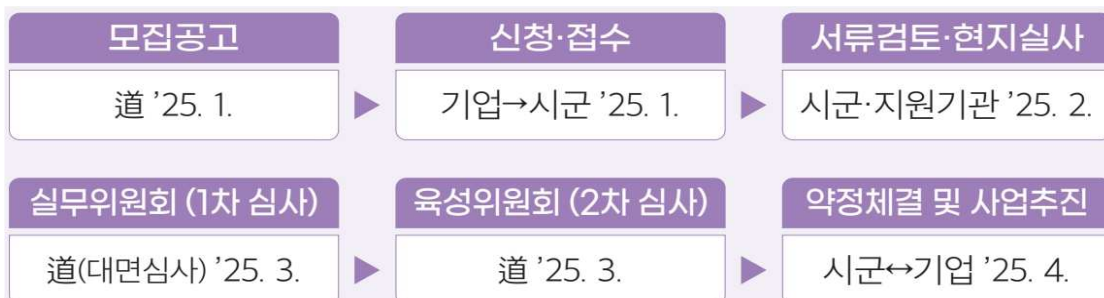 모집공고
신청·접수
서류검토·현지실사
道 ’25. 1.
▶
기업→시군 ’25. 1.
▶
시군·지원기관 ’25. 2.
실무위원회 (1차 심사)
육성위원회 (2차 심사)
약정체결 및 사업추진
道(대면심사) ’25. 3.
▶
道 ’25. 3.
▶
시군↔기업 ’25. 4.